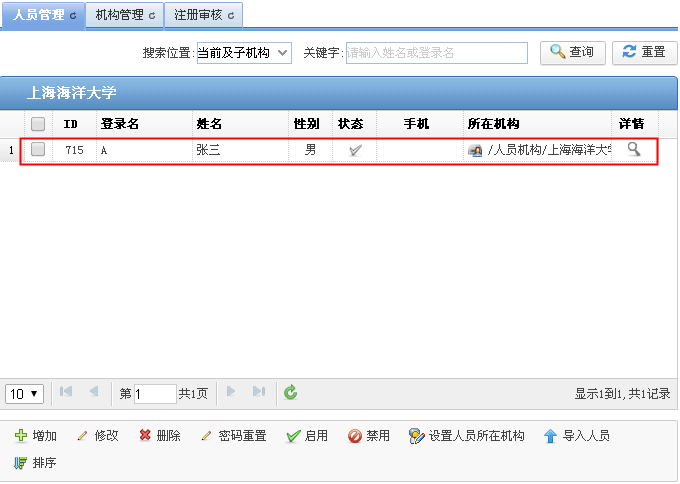 人员管理 机构管理 注册审核
搜索位置: 当前及子机构 关键字: 请输入姓名或登录名 查询 重置
上海海洋大学
ID 登录名 姓名 性别 状态 手机 所在机构 详情
1 715 A 张三 男 /人员机构/上海海洋大学
10 第 1 共1页 显示1到1, 共1记录
增加 修改 删除 密码重置 启用 禁用 设置人员所在机构 导入人员
排序